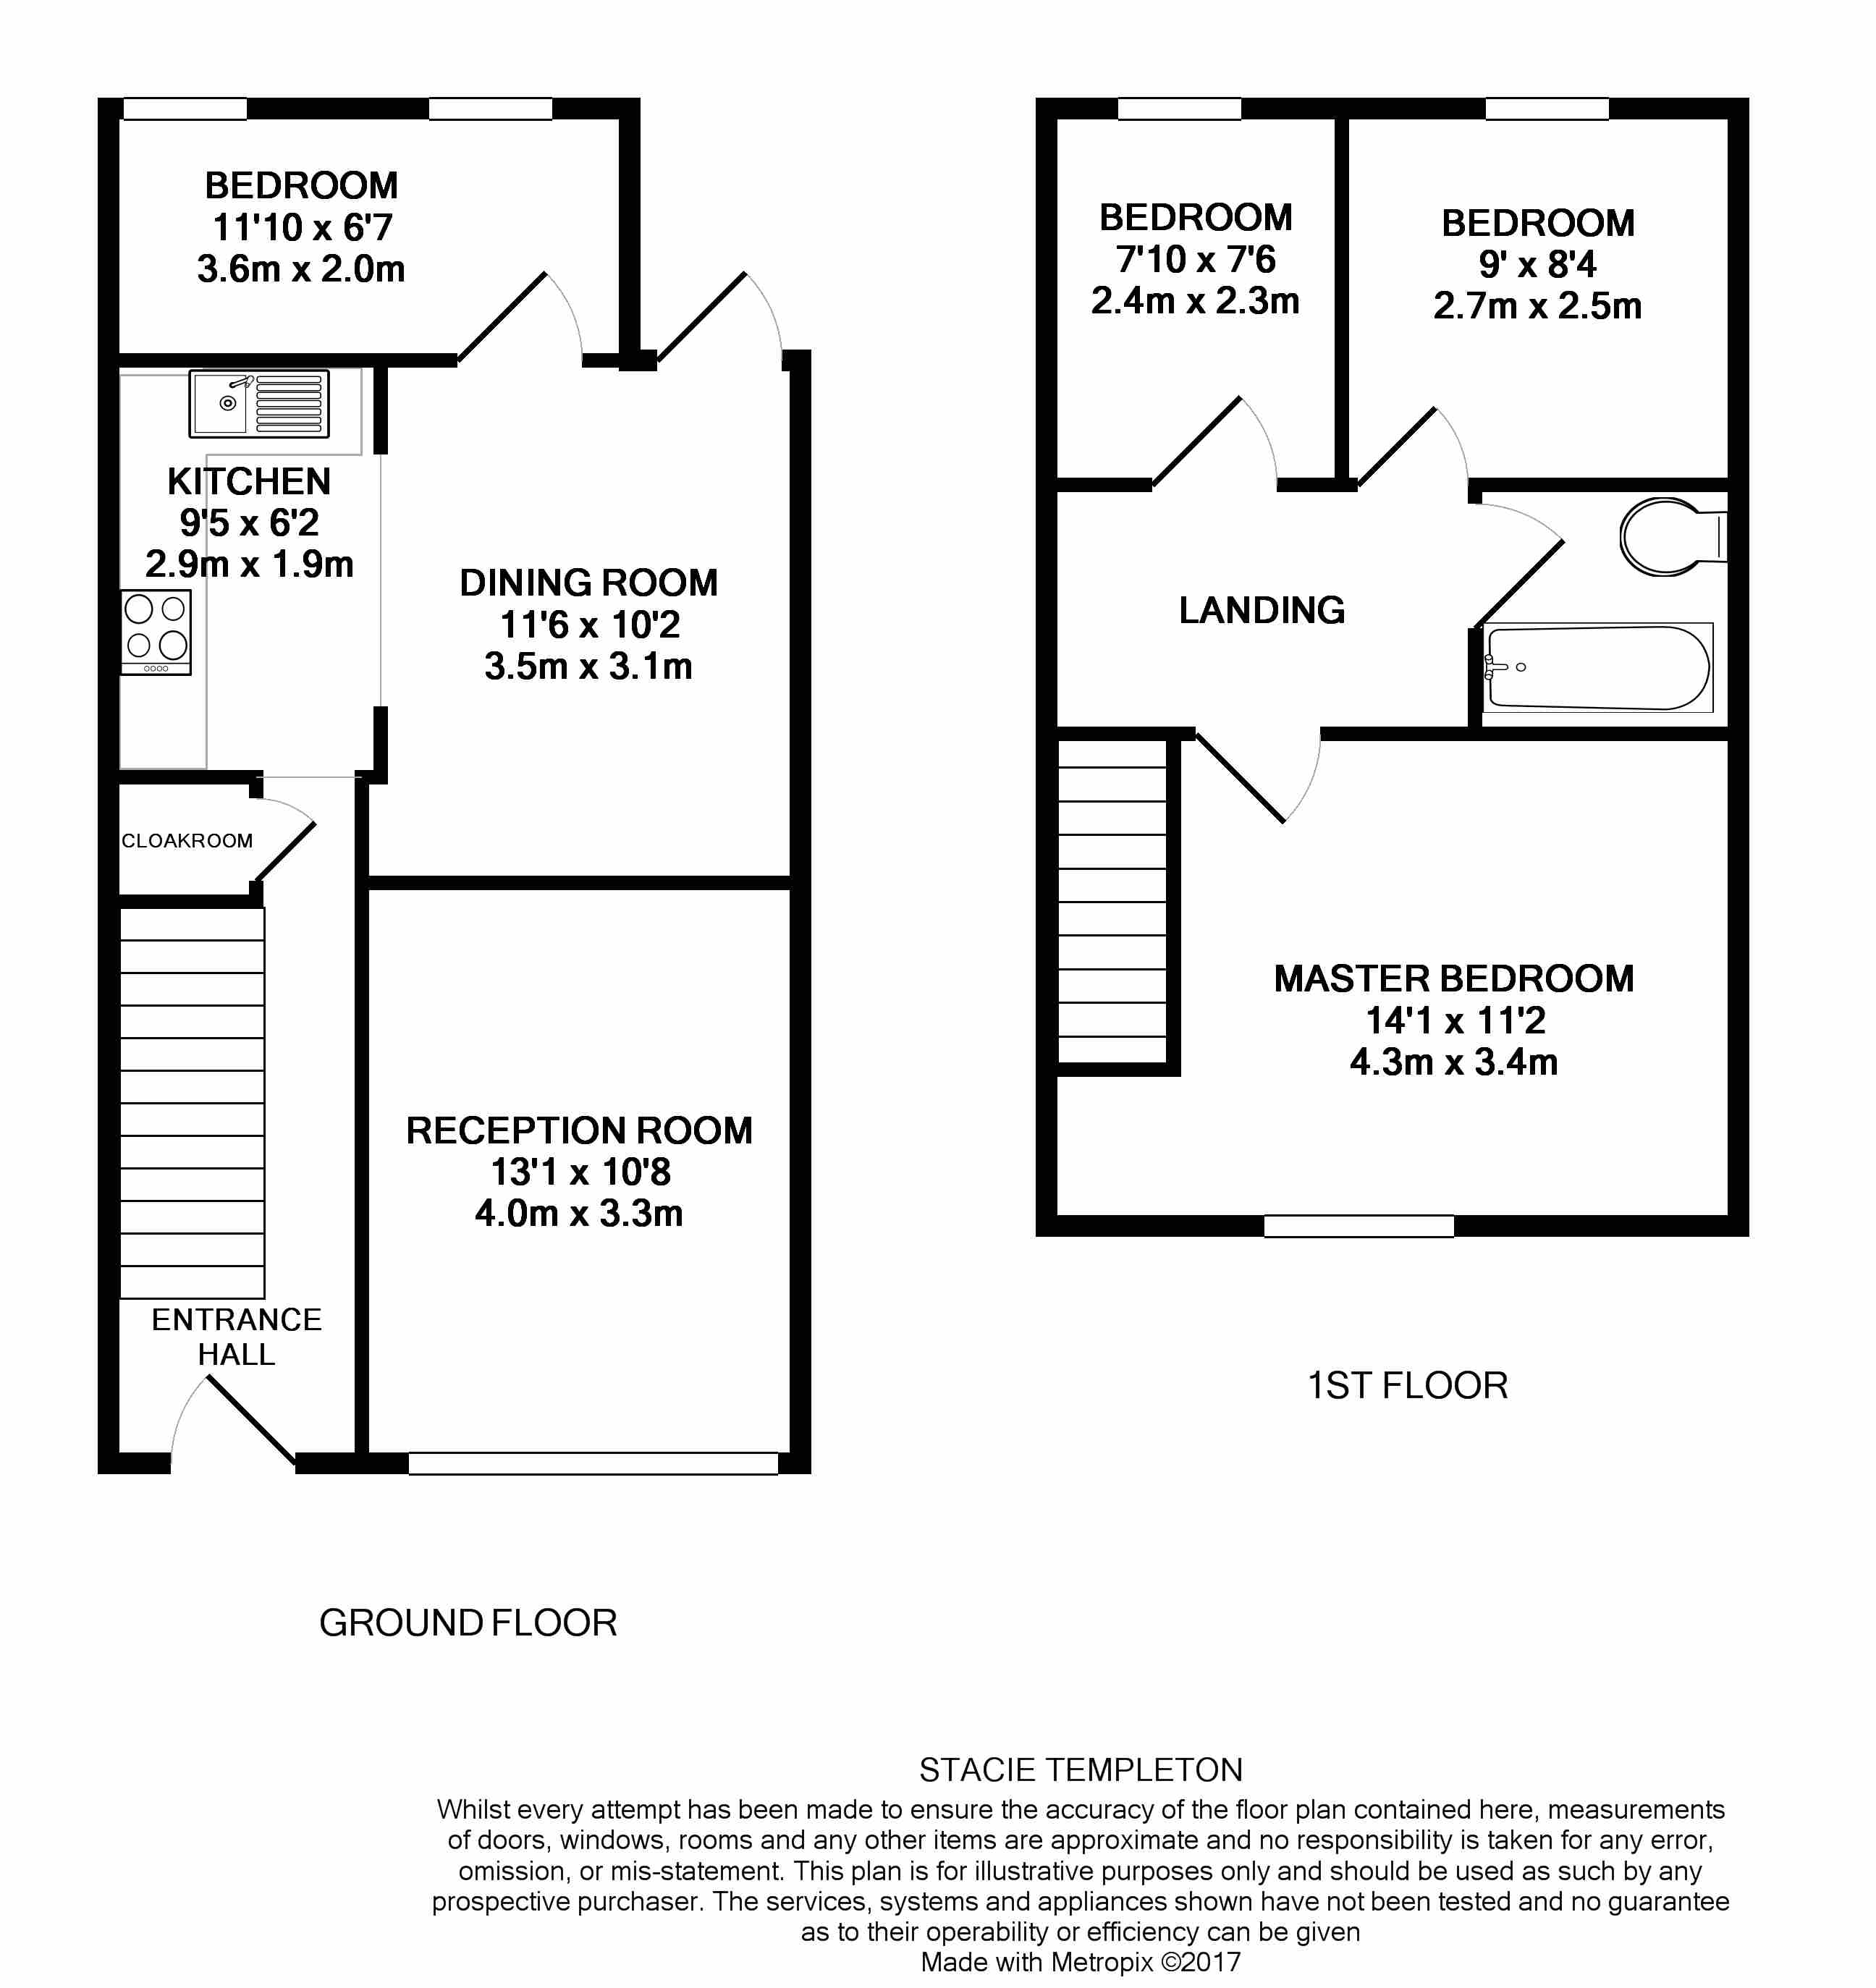 BEDROOM
11'10 x 6'7
3.6m x 2.0m
KITCHEN
9'5 x 6'2
2.9m x 1.9m
DINING ROOM
11'6 x 10'2
3.5m x 3.1m
CLOAKROOM
RECEPTION ROOM
13'1 x 10'8
4.0m x 3.3m
ENTRANCE
HALL
GROUND FLOOR
BEDROOM
7'10 x 7'6
2.4m x 2.3m
BEDROOM
9' x 8'4
2.7m x 2.5m
LANDING
MASTER BEDROOM
14'1 x 11'2
4.3m x 3.4m
1ST FLOOR
STACIE TEMPLETON
Whilst every attempt has been made to ensure the accuracy of the floor plan contained here, measurements
of doors, windows, rooms and any other items are approximate and no responsibility is taken for any error,
omission, or mis-statement. This plan is for illustrative purposes only and should be used as such by any
prospective purchaser. The services, systems and appliances shown have not been tested and no guarantee
as to their operability or efficiency can be given
Made with Metropix ©2017